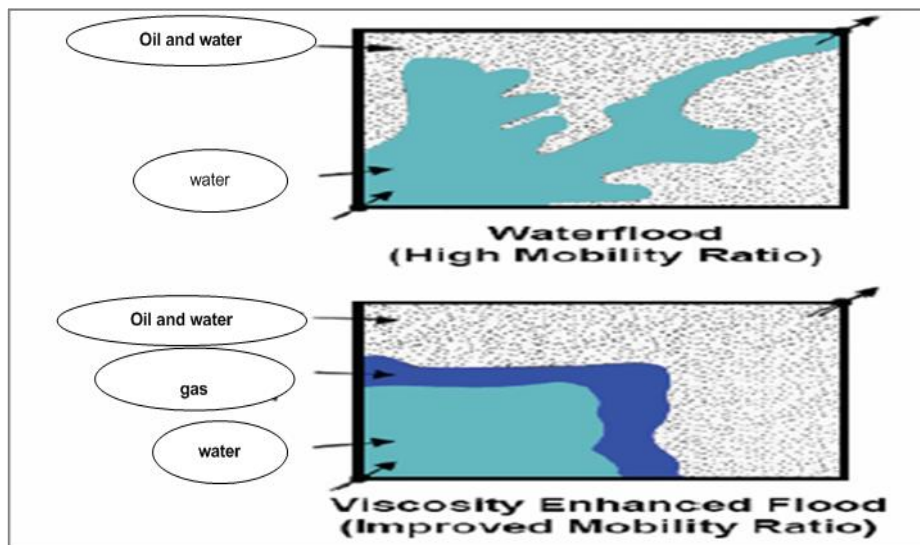 Oil and water
water
Waterflood
(High Mobility Ratio)
Oil and water
gas
water
Viscosity Enhanced Flood
(Improved Mobility Ratio)